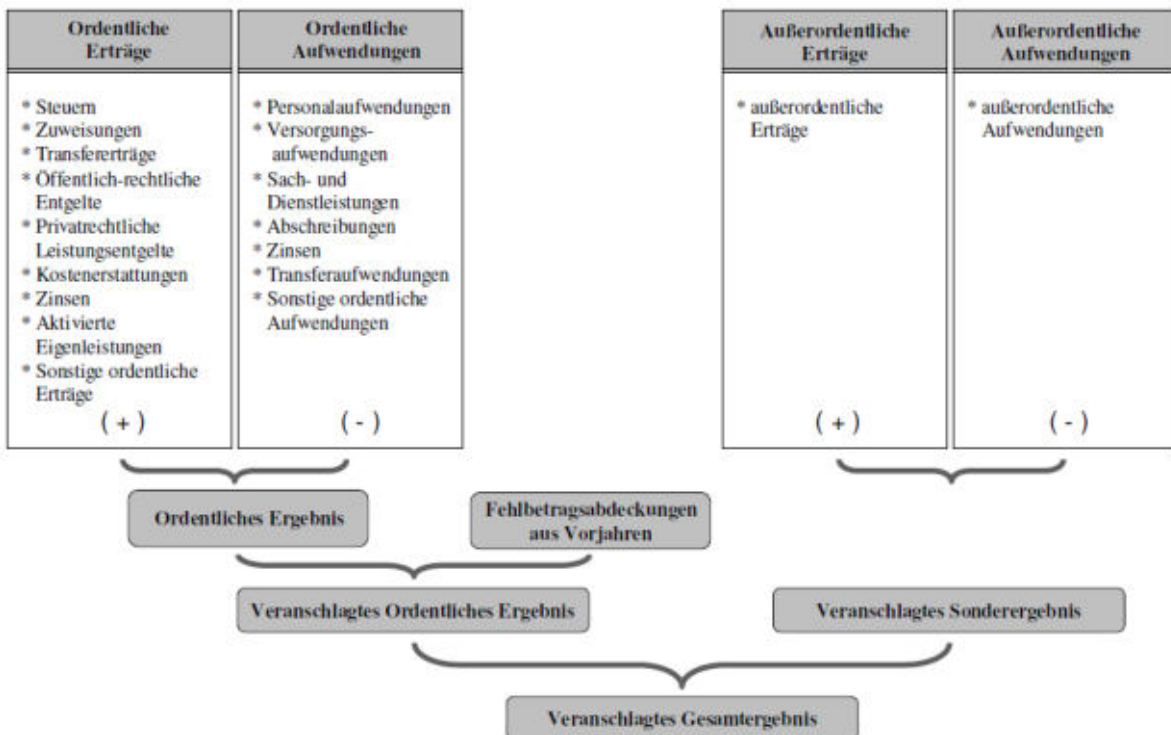 Ordentliche
Erträge
* Steuern
* Zuweisungen
* Transfererträge
* Öffentlich-rechtliche
Entgelte
* Privatrechtliche
Leistungsentgelte
* Kostenerstattungen
* Zinsen
* Aktivierte
Eigenleistungen
* Sonstige ordentliche
Erträge
( + )
Ordentliche
Aufwendungen
* Personalaufwendungen
* Versorgungs-
aufwendungen
* Sach- und
Dienstleistungen
* Abschreibungen
* Zinsen
* Transferaufwendungen
* Sonstige ordentliche
Aufwendungen
( - )
Außerordentliche
Erträge
* außerordentliche
Erträge
( + )
Außerordentliche
Aufwendungen
* außerordentliche
Aufwendungen
( - )
Ordentliches Ergebnis
Fehlbetragsabdeckungen
aus Vorjahren
Veranschlagtes Ordentliches Ergebnis
Veranschlagtes Sonderergebnis
Veranschlagtes Gesamtergebnis